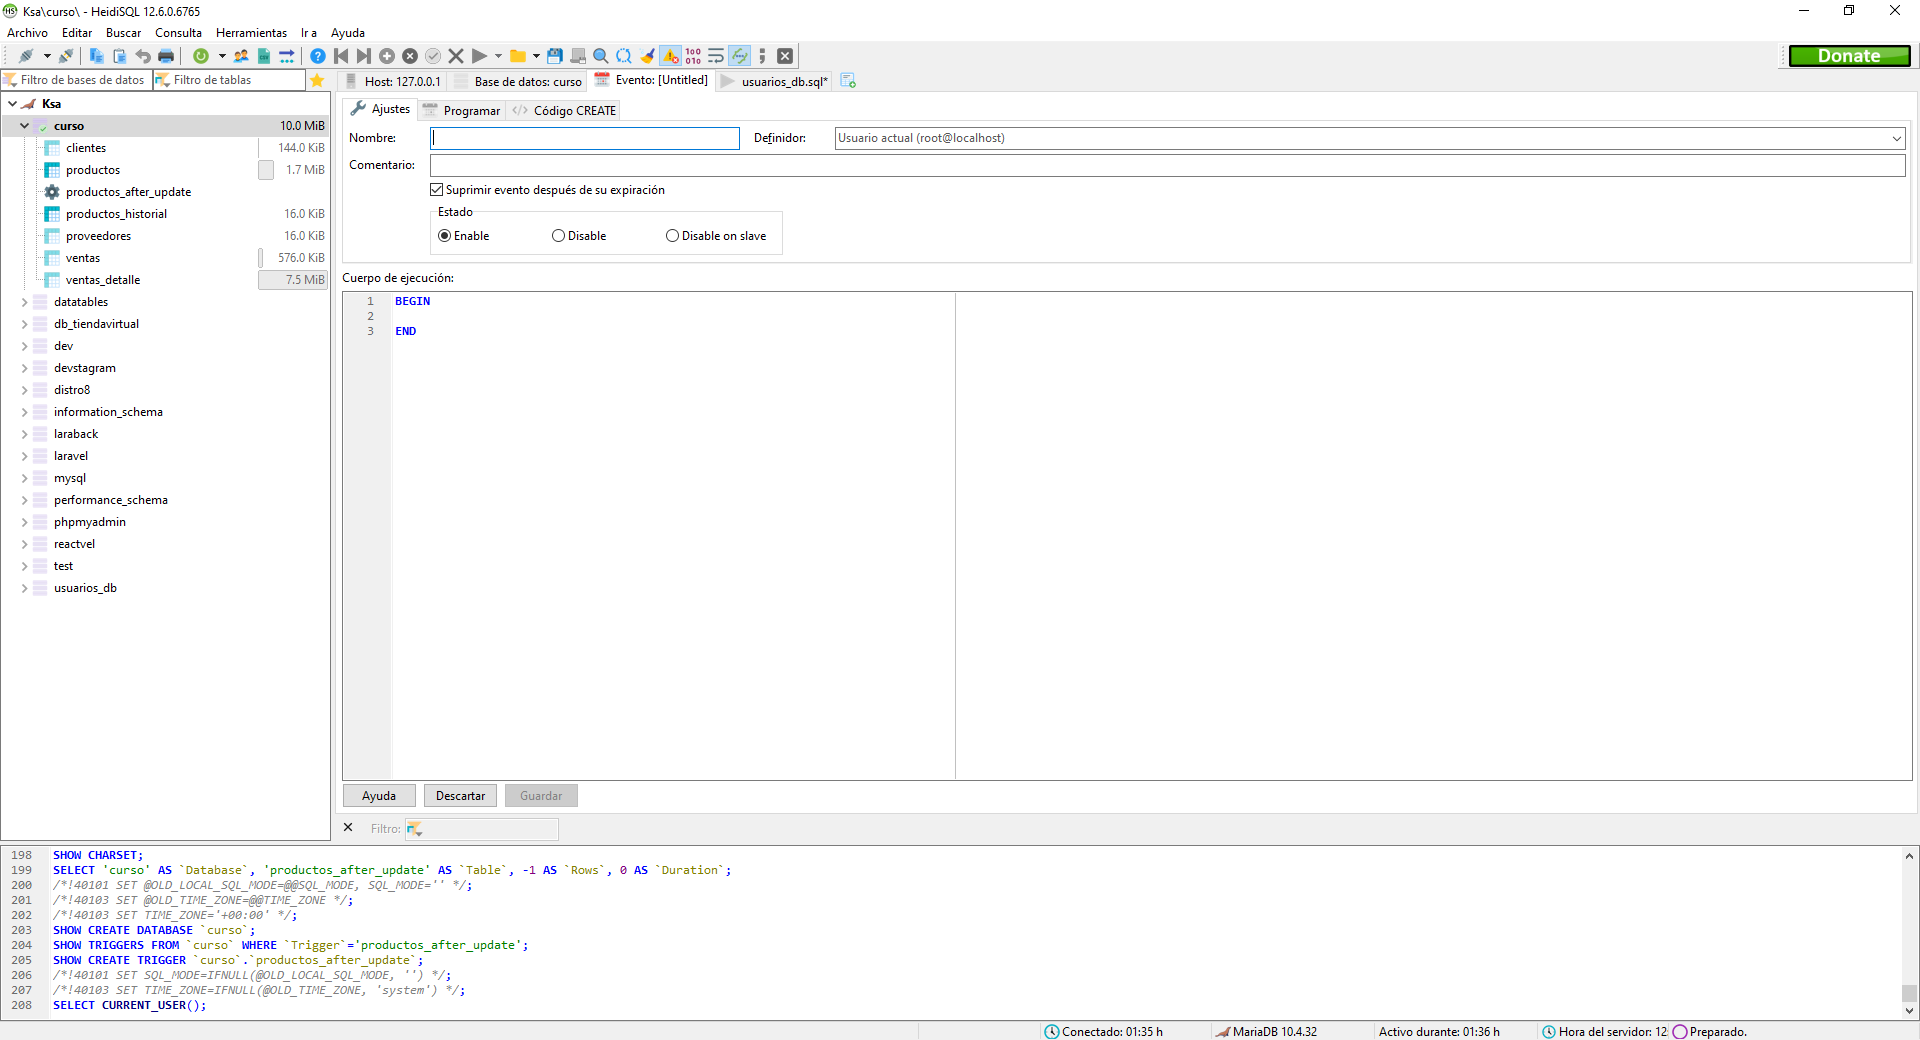 Ksa\curso\ - HeidiSQL 12.6.0.6765
Archivo Editar Buscar Consulta Herramientas Ir a Ayuda
Donate
Filtro de bases de datos Filtro de tablas
Host: 127.0.0.1 Base de datos: curso Evento: [Untitled] usuarios_db.sql*
Ksa
curso 10.0 MiB
clientes 144.0 KiB
productos 1.7 MiB
productos_after_update
productos_historial 16.0 KiB
proveedores 16.0 KiB
ventas 576.0 KiB
ventas_detalle 7.5 MiB
datatables
db_tiendavirtual
dev
devstagram
distro8
information_schema
laraback
laravel
mysql
performance_schema
phpmyadmin
reactvel
test
usuarios_db
Ajustes Programar Código CREATE
Nombre: Definidor: Usuario actual (root@localhost)
Comentario:
Suprimir evento después de su expiración
Estado
Enable Disable Disable on slave
Cuerpo de ejecución:
1 BEGIN
2
3 END
Ayuda Descartar Guardar
Filtro:
198 SHOW CHARSET;
199 SELECT 'curso' AS `Database`, 'productos_after_update' AS `Table`, -1 AS `Rows`, 0 AS `Duration`;
200 /*!40101 SET @OLD_LOCAL_SQL_MODE=@@SQL_MODE, SQL_MODE='' */;
201 /*!40103 SET @OLD_TIME_ZONE=@@TIME_ZONE */;
202 /*!40103 SET TIME_ZONE='+00:00' */;
203 SHOW CREATE DATABASE `curso`;
204 SHOW TRIGGERS FROM `curso` WHERE `Trigger`='productos_after_update';
205 SHOW CREATE TRIGGER `curso`.`productos_after_update`;
206 /*!40101 SET SQL_MODE=IFNULL(@OLD_LOCAL_SQL_MODE, '') */;
207 /*!40103 SET TIME_ZONE=IFNULL(@OLD_TIME_ZONE, 'system') */;
208 SELECT CURRENT_USER();
Conectado: 01:35 h MariaDB 10.4.32 Activo durante: 01:36 h Hora del servidor: 12 Preparado.